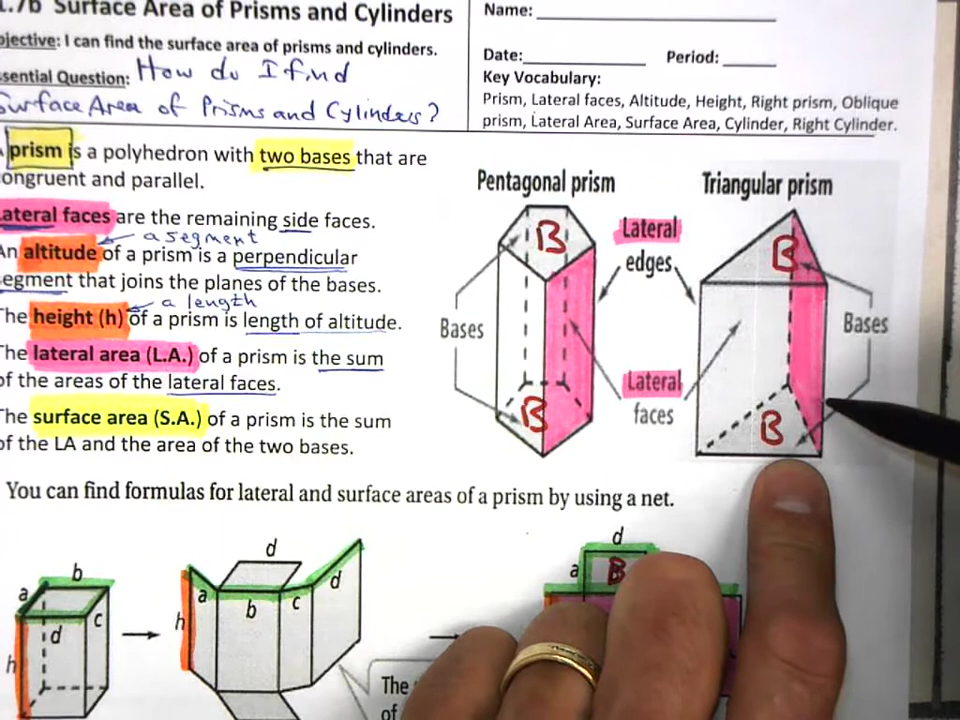 .7b Surface Area of Prisms and Cylinders
Name:
jective: I can find the surface area of prisms and cylinders.
Date: Period:
sential Question: How do I find
Surface Area of Prisms and Cylinders?
Key Vocabulary:
Prism, Lateral faces, Altitude, Height, Right prism, Oblique
prism, Lateral Area, Surface Area, Cylinder, Right Cylinder.
prism is a polyhedron with two bases that are
ongruent and parallel.
ateral faces are the remaining side faces.
a segment
An altitude of a prism is a perpendicular
segment that joins the planes of the bases.
a length
The height (h) of a prism is length of altitude.
The lateral area (L.A.) of a prism is the sum
of the areas of the lateral faces.
The surface area (S.A.) of a prism is the sum
of the LA and the area of the two bases.
Pentagonal prism
Triangular prism
B
B
Lateral
edges
Bases
Bases
Lateral
faces
B
B
You can find formulas for lateral and surface areas of a prism by using a net.
b
a
c
d
h
d
a
b
c
d
h
d
a
B
The
of